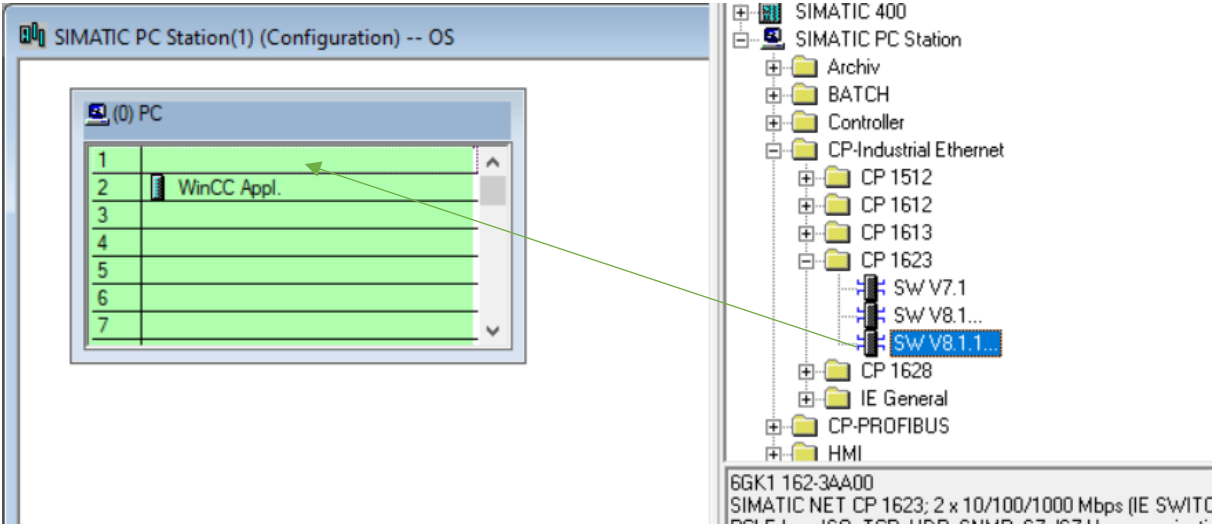 SIMATIC PC Station(1) (Configuration) -- OS
(0) PC
1
2 WinCC Appl.
3
4
5
6
7
SIMATIC 400
SIMATIC PC Station
Archiv
BATCH
Controller
CP-Industrial Ethernet
CP 1512
CP 1612
CP 1613
CP 1623
SW V7.1
SW V8.1...
SW V8.1.1...
CP 1628
IE General
CP-PROFIBUS
HMI
6GK1 162-3AA00
SIMATIC NET CP 1623; 2 x 10/100/1000 Mbps (IE SWITC